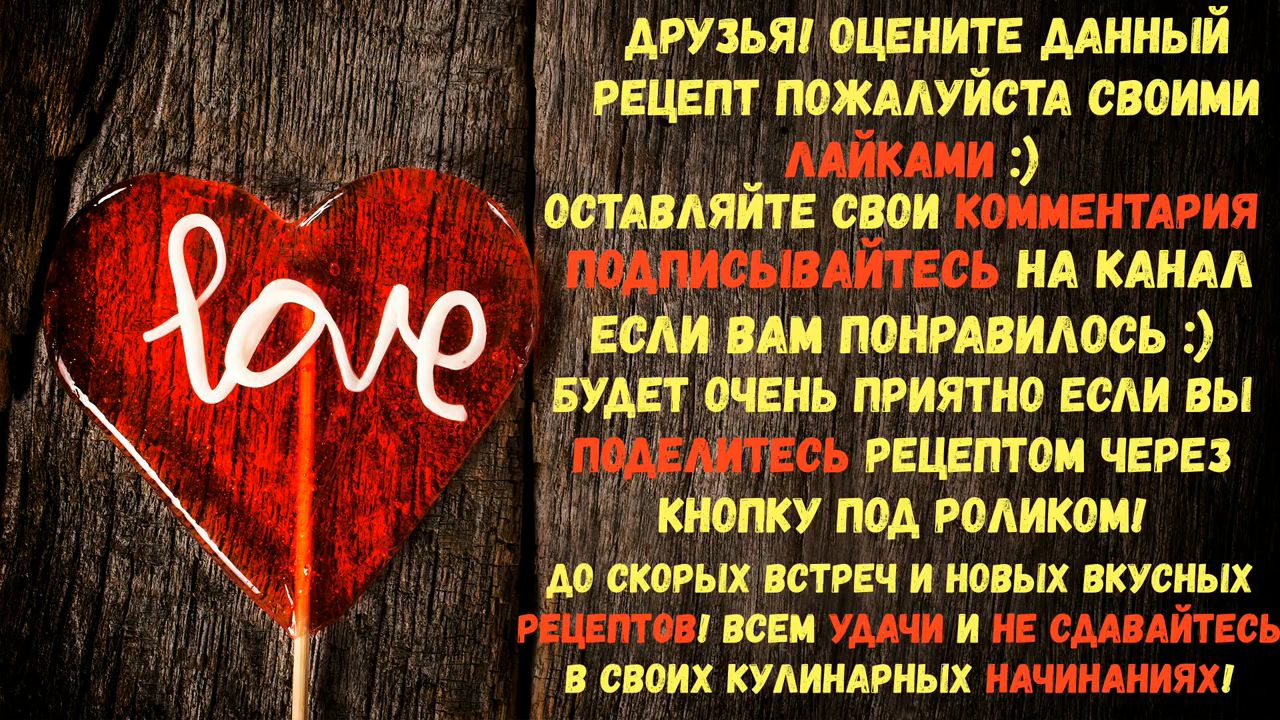 love
ДРУЗЬЯ! ОЦЕНИТЕ ДАННЫЙ
РЕЦЕПТ ПОЖАЛУЙСТА СВОИМИ
ЛАЙКАМИ :)
ОСТАВЛЯЙТЕ СВОИ КОММЕНТАРИЯ
ПОДПИСЫВАЙТЕСЬ НА КАНАЛ
ЕСЛИ ВАМ ПОНРАВИЛОСЬ :)
БУДЕТ ОЧЕНЬ ПРИЯТНО ЕСЛИ ВЫ
ПОДЕЛИТЕСЬ РЕЦЕПТОМ ЧЕРЕЗ
КНОПКУ ПОД РОЛИКОМ!
ДО СКОРЫХ ВСТРЕЧ И НОВЫХ ВКУСНЫХ
РЕЦЕПТОВ! ВСЕМ УДАЧИ И НЕ СДАВАЙТЕСЬ
В СВОИХ КУЛИНАРНЫХ НАЧИНАНИЯХ!